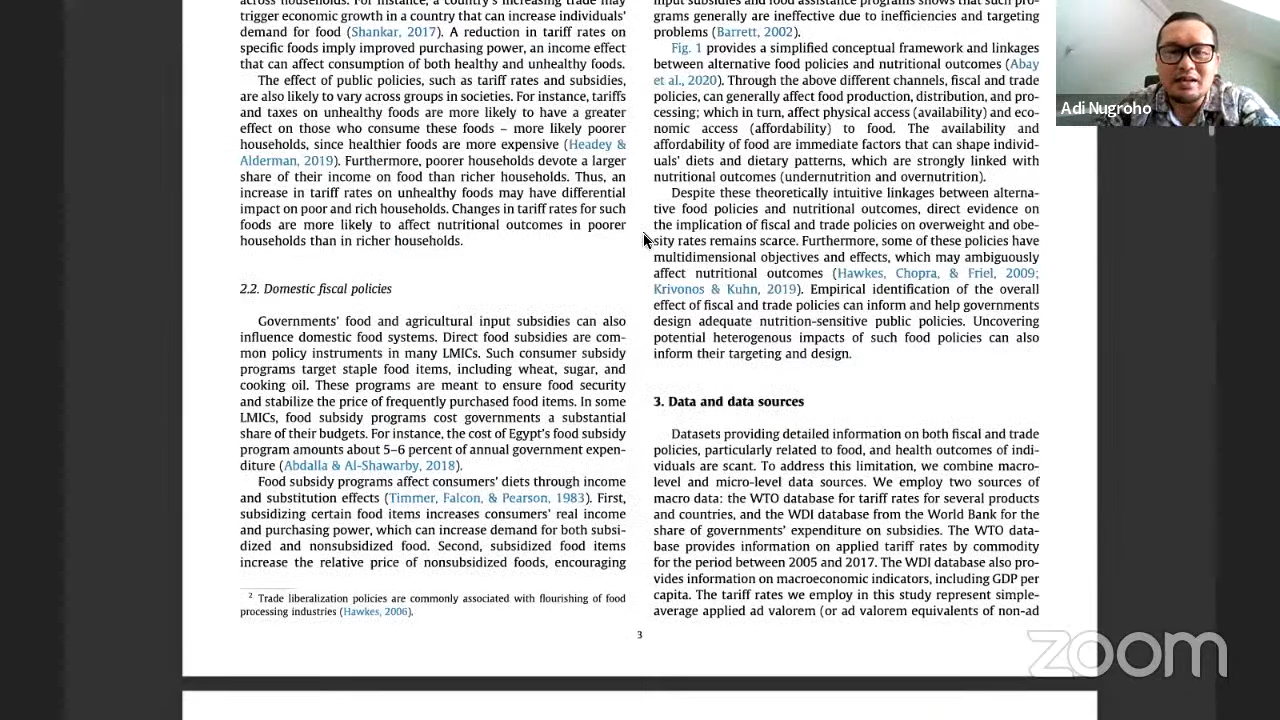 across households. For instance, a country's increasing trade may
trigger economic growth in a country that can increase individuals'
demand for food (Shankar, 2017). A reduction in tariff rates on
specific foods imply improved purchasing power, an income effect
that can affect consumption of both healthy and unhealthy foods.
The effect of public policies, such as tariff rates and subsidies,
are also likely to vary across groups in societies. For instance, tariffs
and taxes on unhealthy foods are more likely to have a greater
effect on those who consume these foods – more likely poorer
households, since healthier foods are more expensive (Headey &
Alderman, 2019). Furthermore, poorer households devote a larger
share of their income on food than richer households. Thus, an
increase in tariff rates on unhealthy foods may have differential
impact on poor and rich households. Changes in tariff rates for such
foods are more likely to affect nutritional outcomes in poorer
households than in richer households.
2.2. Domestic fiscal policies
Governments' food and agricultural input subsidies can also
influence domestic food systems. Direct food subsidies are com-
mon policy instruments in many LMICs. Such consumer subsidy
programs target staple food items, including wheat, sugar, and
cooking oil. These programs are meant to ensure food security
and stabilize the price of frequently purchased food items. In some
LMICs, food subsidy programs cost governments a substantial
share of their budgets. For instance, the cost of Egypt's food subsidy
program amounts about 5–6 percent of annual government expen-
diture (Abdalla & Al-Shawarby, 2018).
Food subsidy programs affect consumers' diets through income
and substitution effects (Timmer, Falcon, & Pearson, 1983). First,
subsidizing certain food items increases consumers' real income
and purchasing power, which can increase demand for both subsi-
dized and nonsubsidized food. Second, subsidized food items
increase the relative price of nonsubsidized foods, encouraging
2 Trade liberalization policies are commonly associated with flourishing of food
processing industries (Hawkes, 2006).
input subsidies and food assistance programs shows that such pro-
grams generally are ineffective due to inefficiencies and targeting
problems (Barrett, 2002).
Fig. 1 provides a simplified conceptual framework and linkages
between alternative food policies and nutritional outcomes (Abay
et al., 2020). Through the above different channels, fiscal and trade
policies, can generally affect food production, distribution, and pro-
cessing; which in turn, affect physical access (availability) and eco-
nomic access (affordability) to food. The availability and
affordability of food are immediate factors that can shape individ-
uals' diets and dietary patterns, which are strongly linked with
nutritional outcomes (undernutrition and overnutrition).
Despite these theoretically intuitive linkages between alterna-
tive food policies and nutritional outcomes, direct evidence on
the implication of fiscal and trade policies on overweight and obe-
sity rates remains scarce. Furthermore, some of these policies have
multidimensional objectives and effects, which may ambiguously
affect nutritional outcomes (Hawkes, Chopra, & Friel, 2009;
Krivonos & Kuhn, 2019). Empirical identification of the overall
effect of fiscal and trade policies can inform and help governments
design adequate nutrition-sensitive public policies. Uncovering
potential heterogenous impacts of such food policies can also
inform their targeting and design.
3. Data and data sources
Datasets providing detailed information on both fiscal and trade
policies, particularly related to food, and health outcomes of indi-
viduals are scant. To address this limitation, we combine macro-
level and micro-level data sources. We employ two sources of
macro data: the WTO database for tariff rates for several products
and countries, and the WDI database from the World Bank for the
share of governments' expenditure on subsidies. The WTO data-
base provides information on applied tariff rates by commodity
for the period between 2005 and 2017. The WDI database also pro-
vides information on macroeconomic indicators, including GDP per
capita. The tariff rates we employ in this study represent simple-
average applied ad valorem (or ad valorem equivalents of non-ad
3
Adi Nugroho
zoom